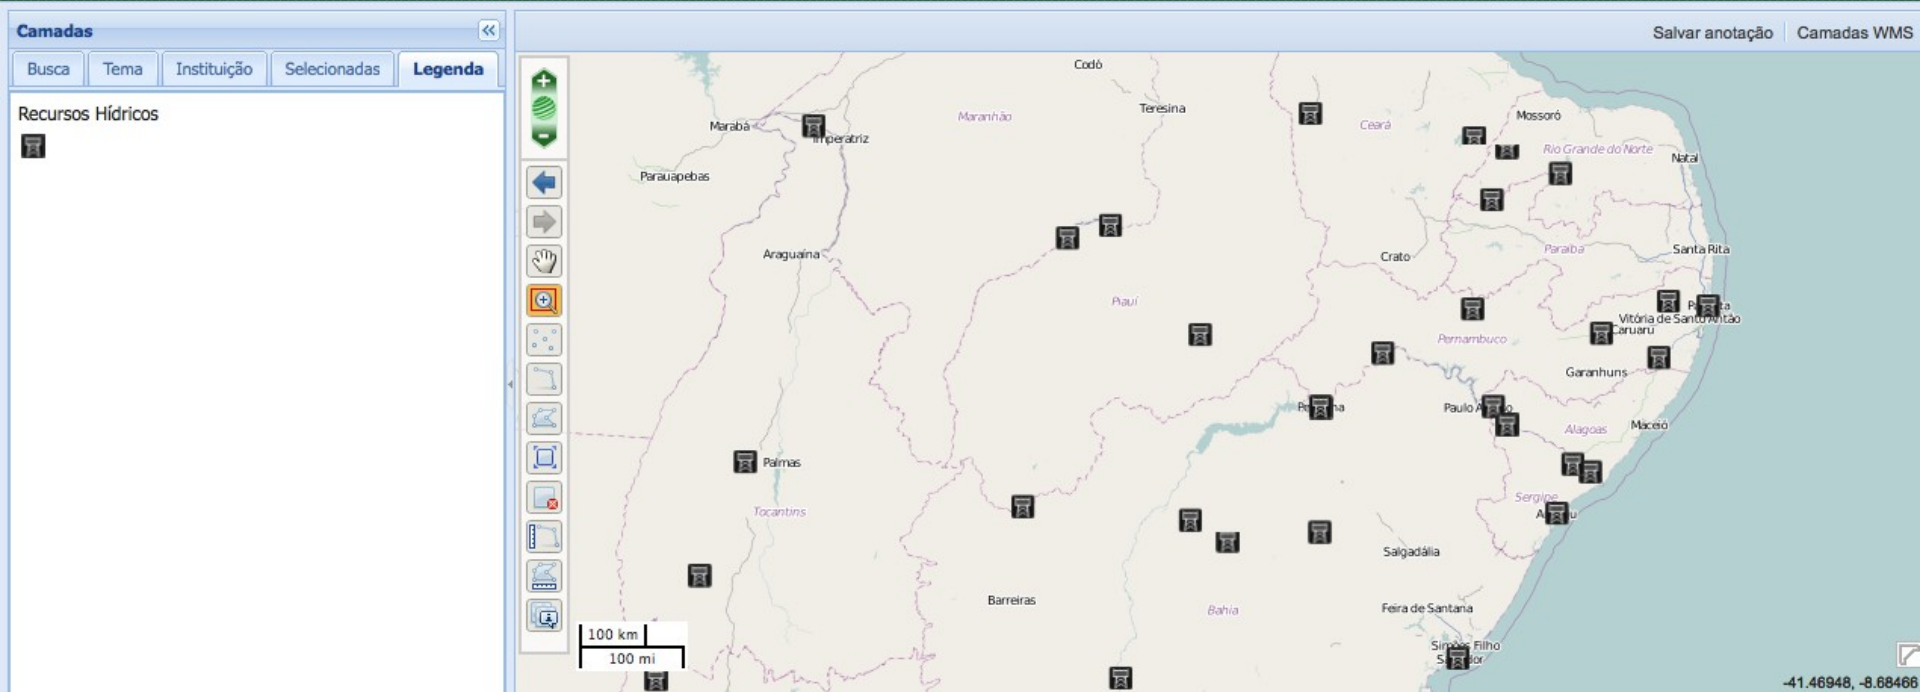 Camadas
Salvar anotação
Camadas WMS
Busca
Tema
Instituição
Selecionadas
Legenda
Recursos Hídricos
Codó
Teresina
Maranhão
Marabá
Imperatriz
Ceará
Mossoró
Rio Grande do Norte
Natal
Parauapebas
Araguaína
Crato
Paraíba
Santa Rita
Piauí
Vitória de Santo Antão
Caruaru
Pernambuco
Garanhuns
Paulo A
Alagoas
Maceió
Palmas
Tocantins
Sergipe
Salgadália
Barreiras
Bahia
Feira de Santana
Simões Filho
100 km
100 mi
-41.46948, -8.68466